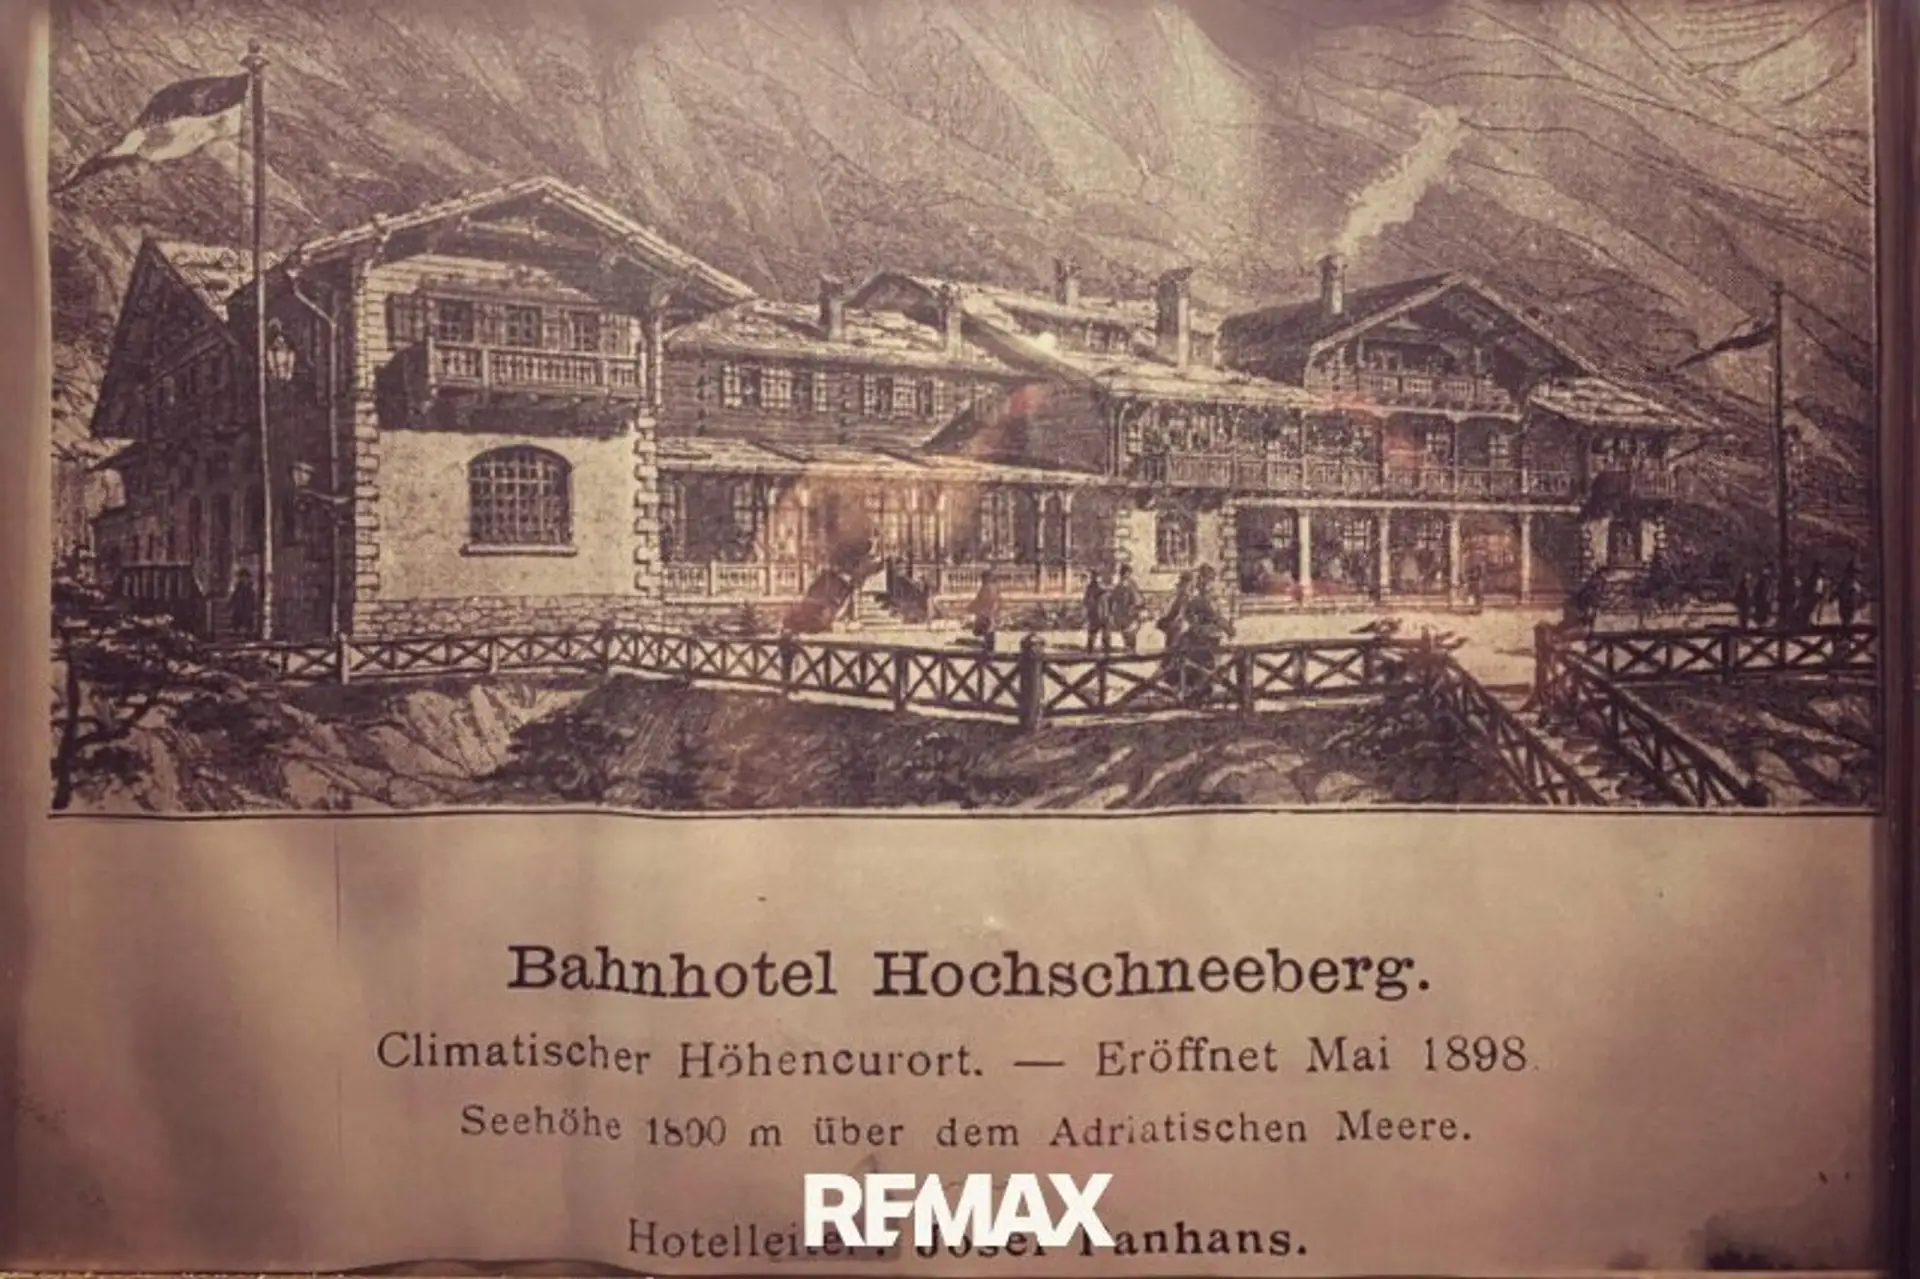 Bahnhotel Hochschneeberg.
Climatischer Höhencurort. — Eröffnet Mai 1898.
Seehöhe 1800 m über dem Adriatischen Meere.
REMAX
Hotelleiter: Josef Panhans.